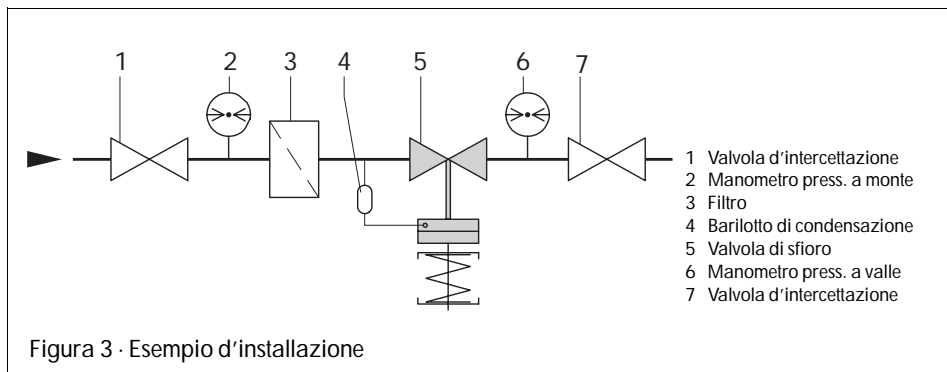 1 2 3 4 5 6 7
1 Valvola d'intercettazione
2 Manometro press. a monte
3 Filtro
4 Barilotto di condensazione
5 Valvola di sfioro
6 Manometro press. a valle
7 Valvola d'intercettazione
Figura 3 · Esempio d'installazione